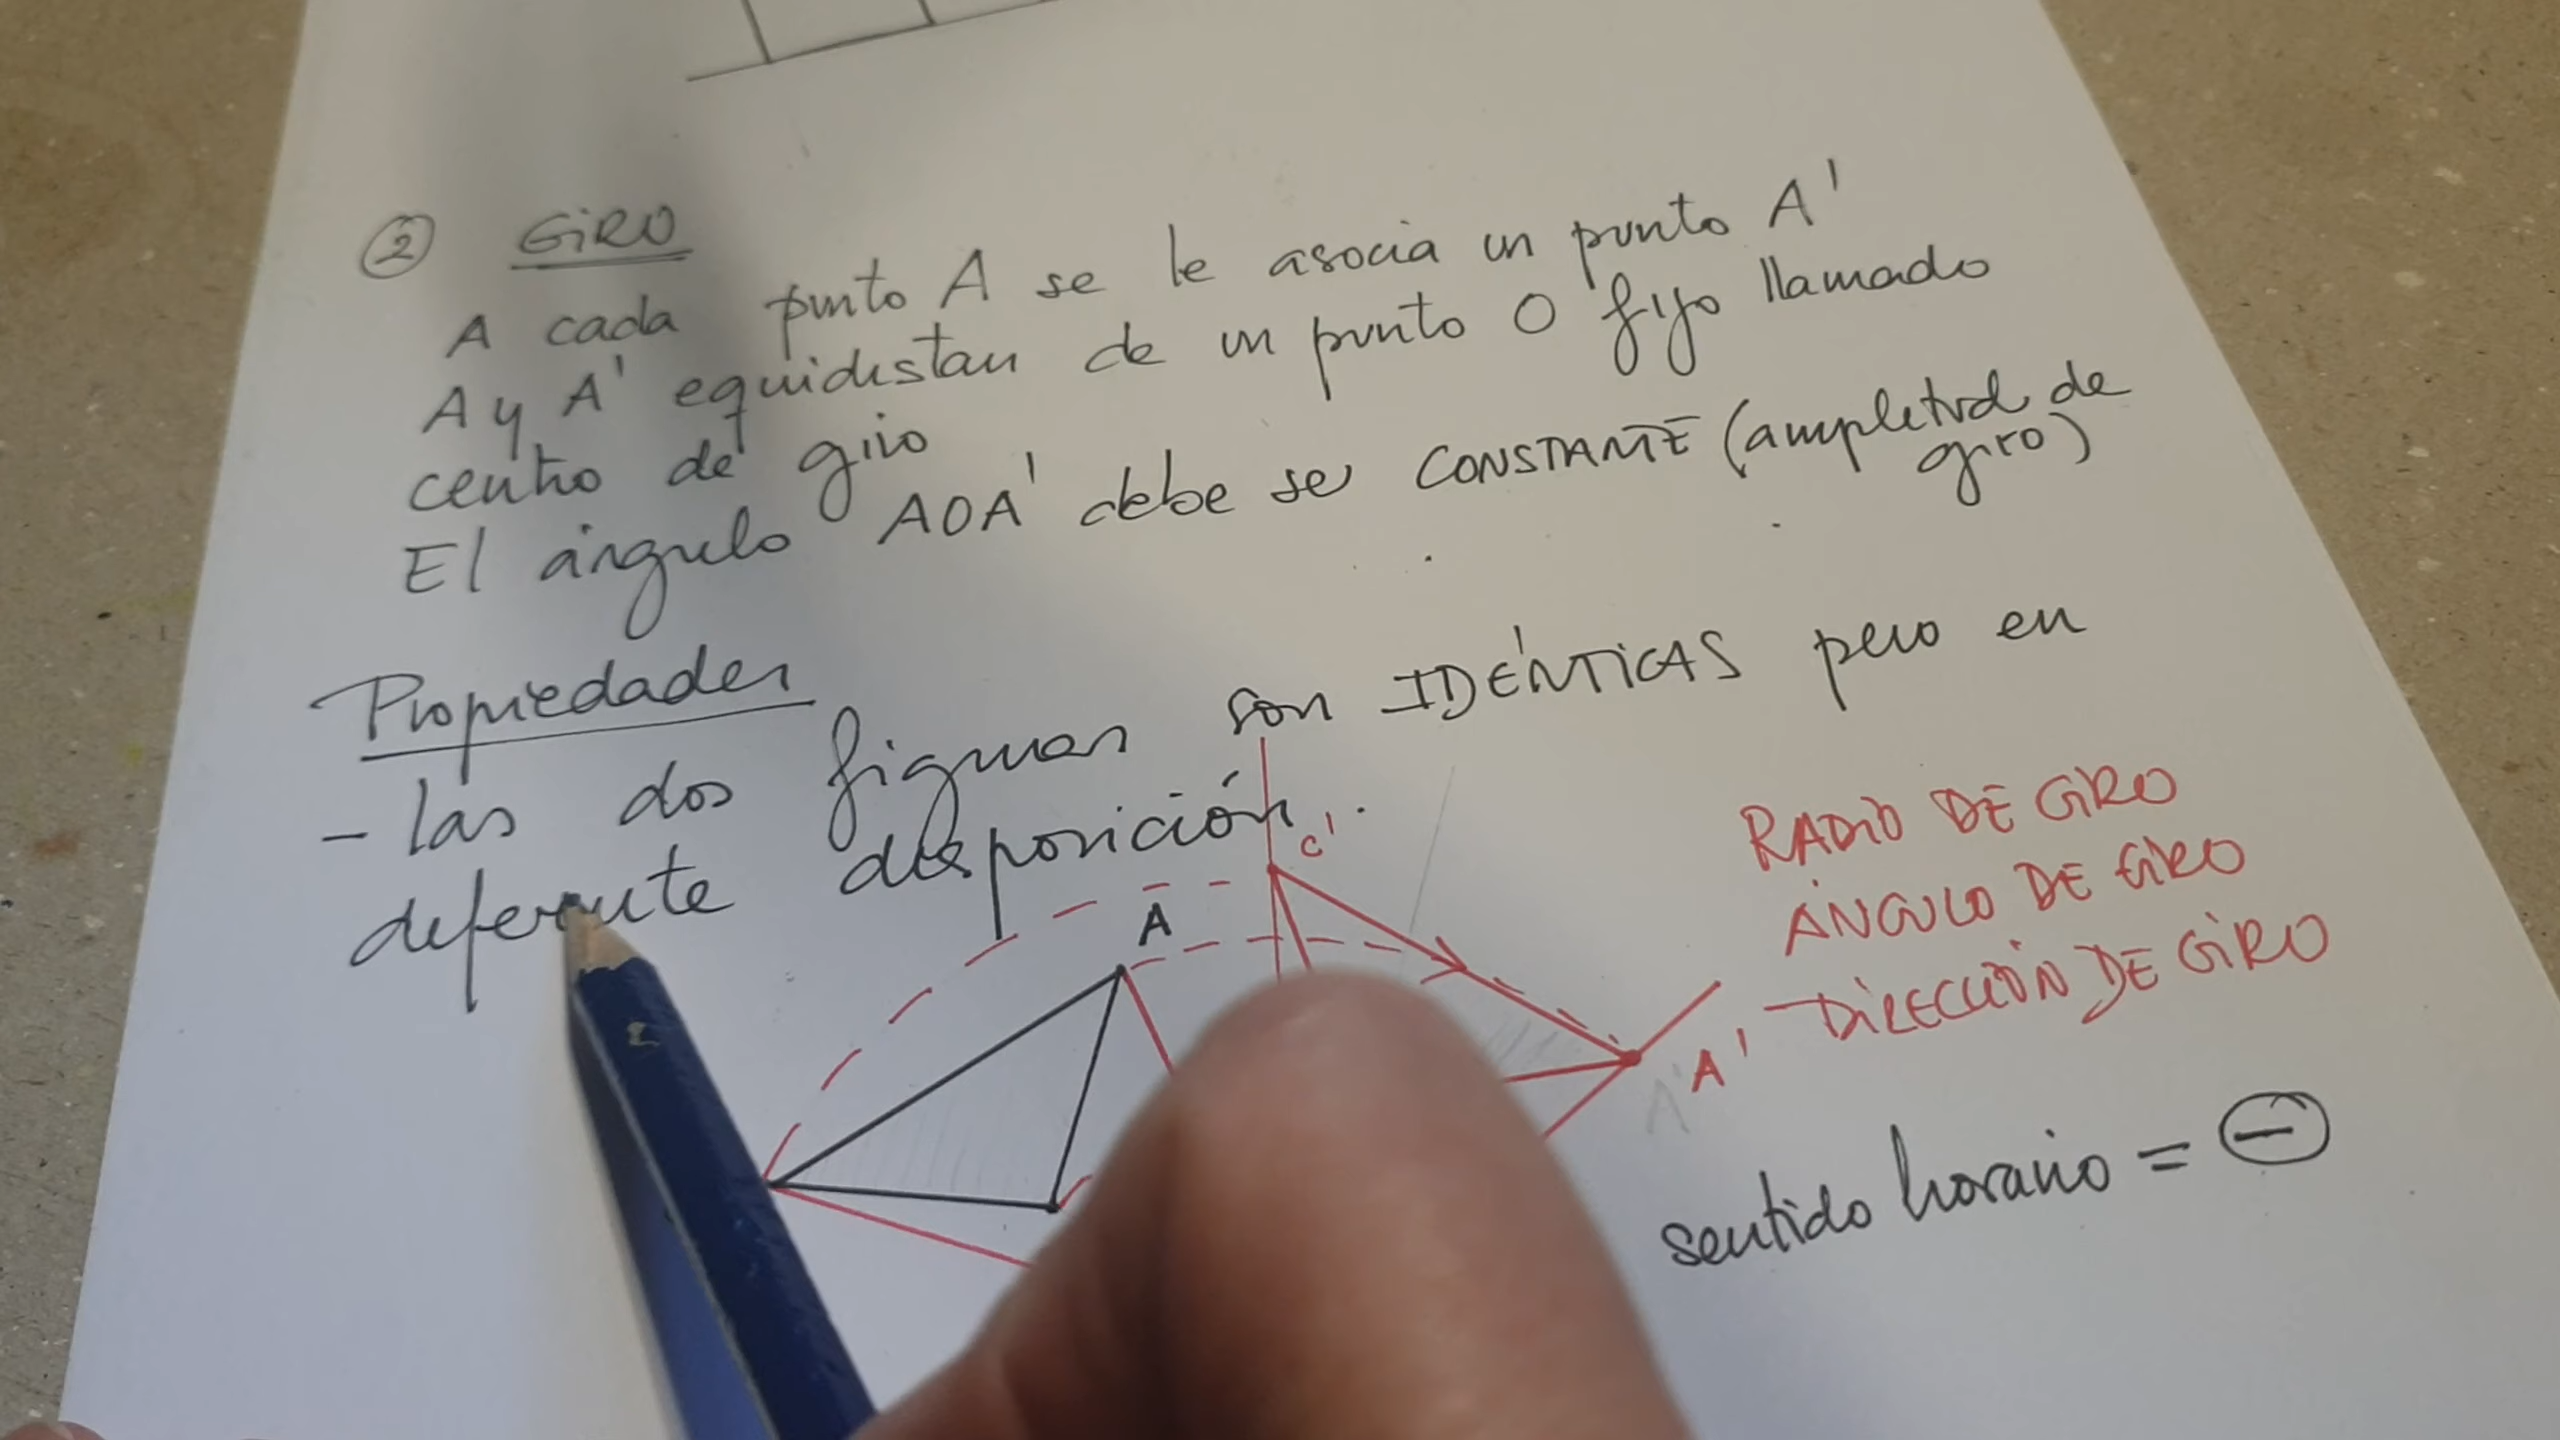 ② GiRO
A cada punto A se le asocia un punto A'
A y A' equidistan de un punto O fijo llamado
centro de giro
El ángulo AOA' debe ser CONSTANTE (amplitud de
giro)
Propiedades
- las dos figuras son IDÉNTICAS pero en
diferente disposición.
C'
A
RADIO DE GIRO
ÁNGULO DE GIRO
DIRECCIÓN DE GIRO
A'
A'
sentido horario = ⊖